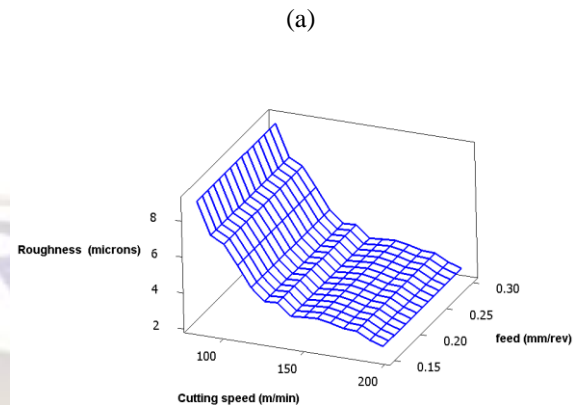 (a)
8
Roughness (microns)
6
4
2
100
150
200
Cutting speed (m/min)
0.30
0.25
0.20
0.15
feed (mm/rev)